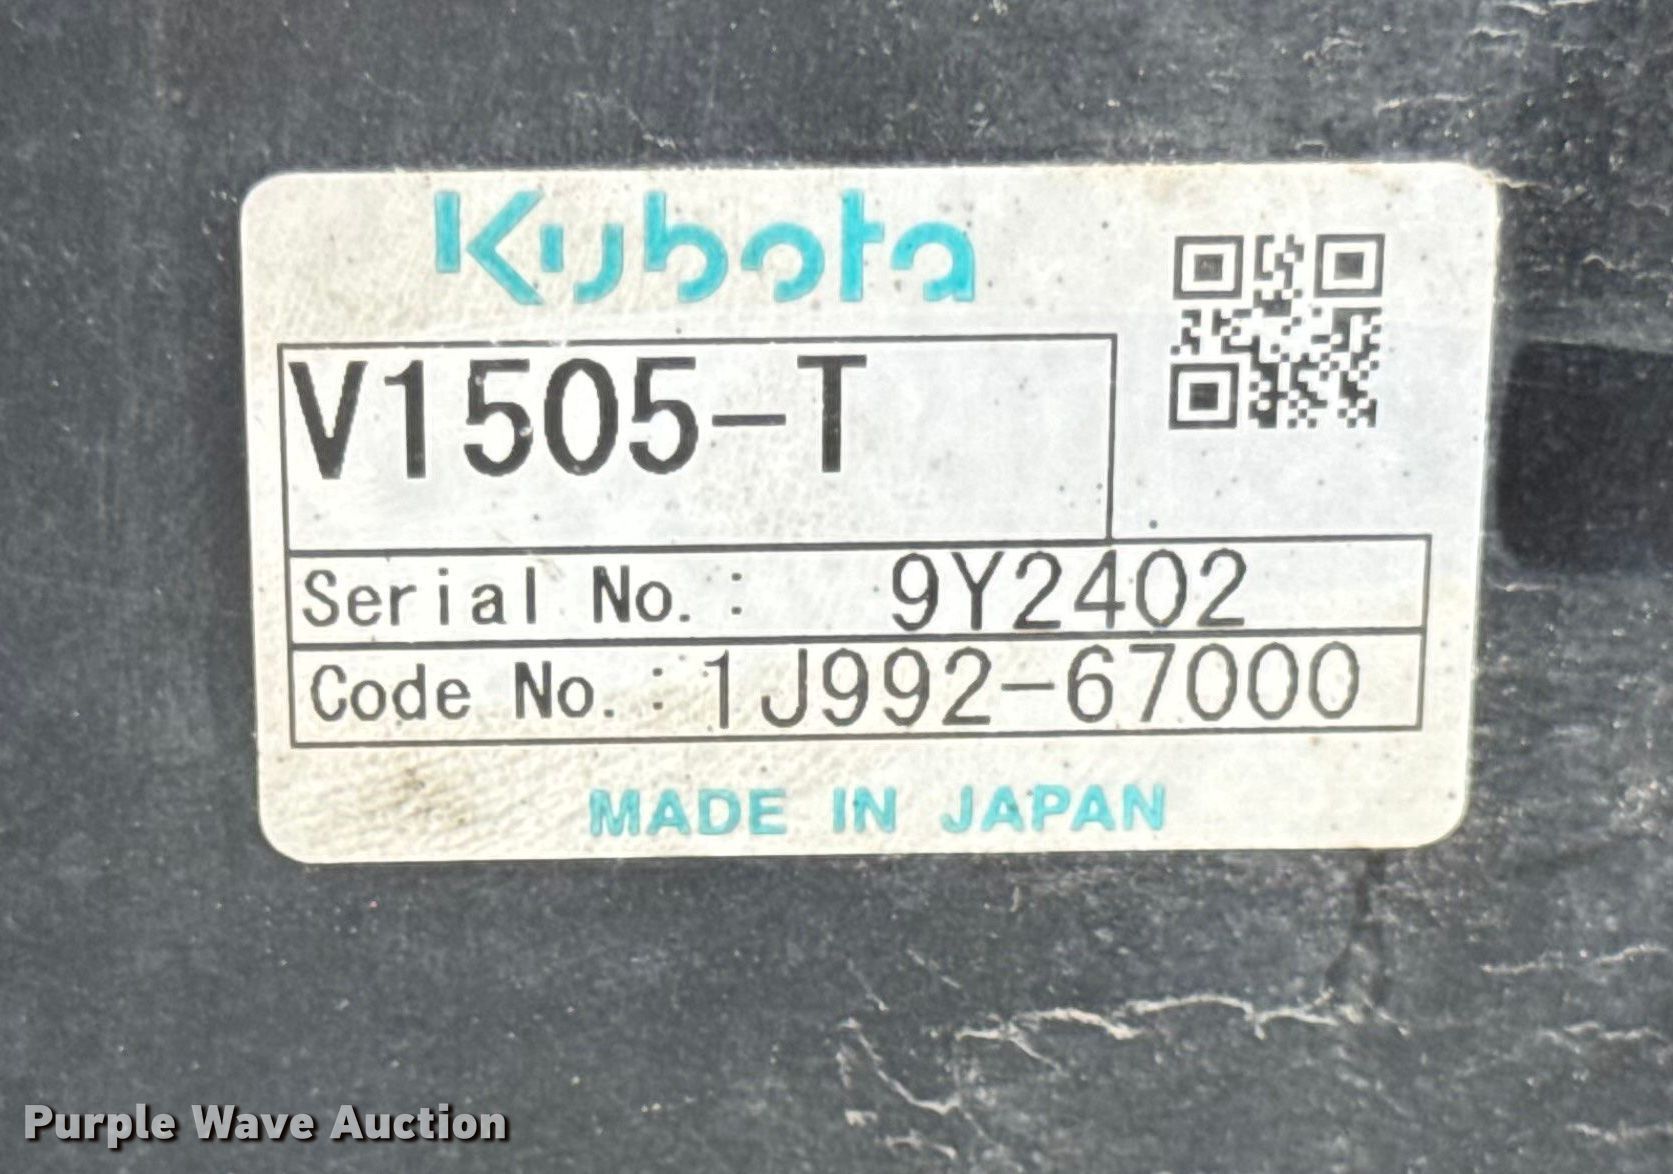 Kubota
V1505-T
Serial No.: 9Y2402
Code No.: 1J992-67000
MADE IN JAPAN
Purple Wave Auction